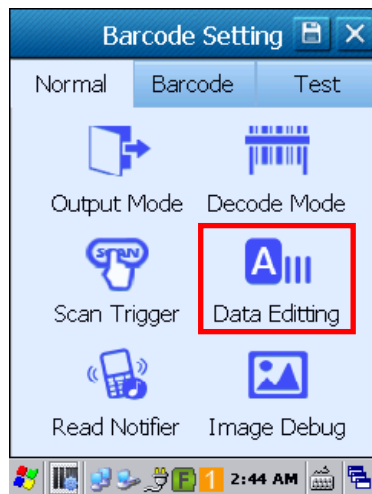 Barcode Setting
Normal Barcode Test
Output Mode Decode Mode
SCAN
A
Scan Trigger Data Editting
Read Notifier Image Debug
F 1 2:44 AM